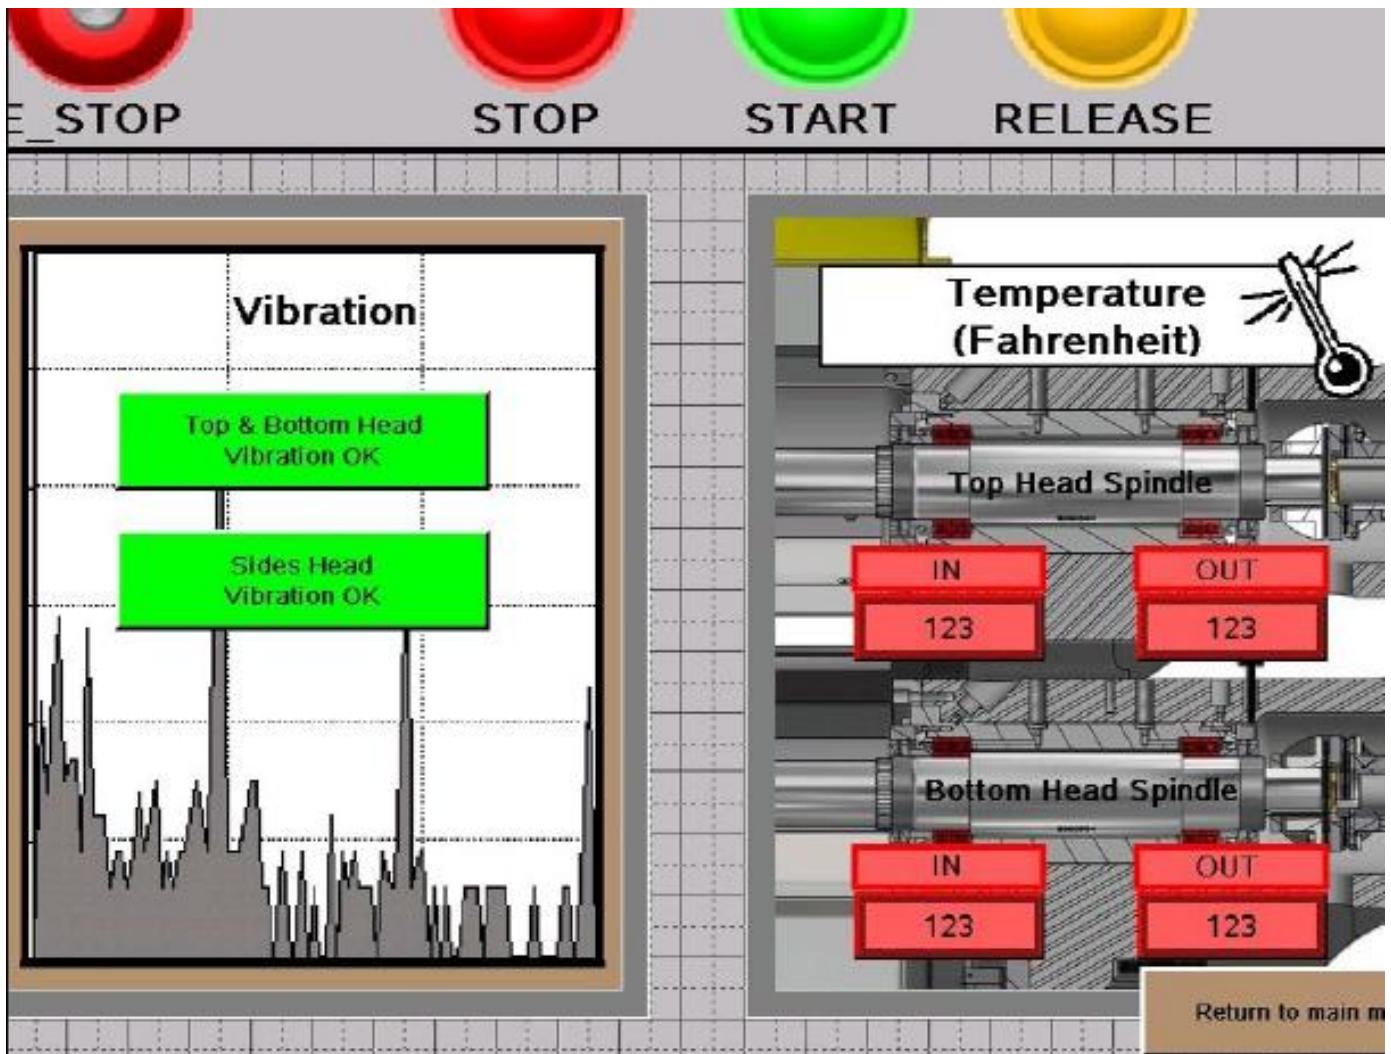 E_STOP
STOP
START
RELEASE
Vibration
Top & Bottom Head
Vibration OK
Sides Head
Vibration OK
Temperature
(Fahrenheit)
Top Head Spindle
IN
OUT
123
123
Bottom Head Spindle
IN
OUT
123
123
Return to main m